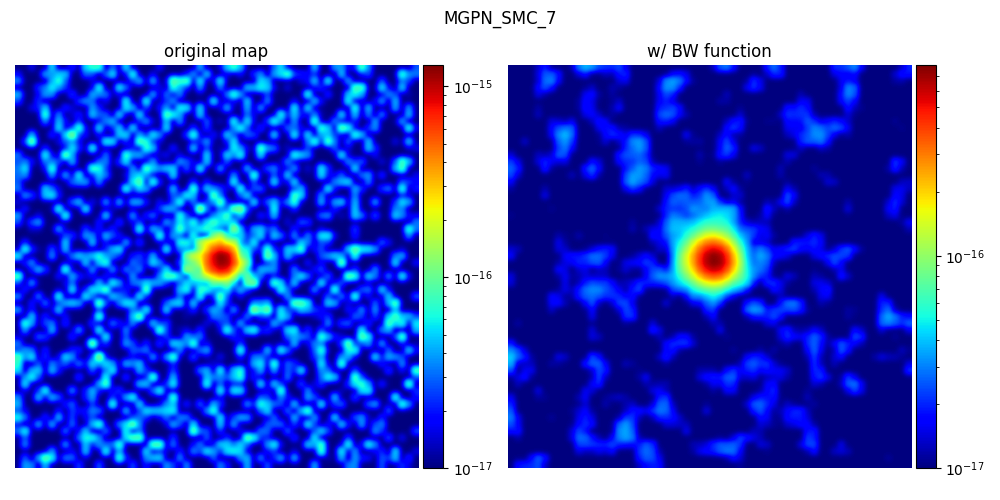 MGPN_SMC_7
original map
w/ BW function
10⁻¹⁵
10⁻¹⁶
10⁻¹⁷
10⁻¹⁶
10⁻¹⁷